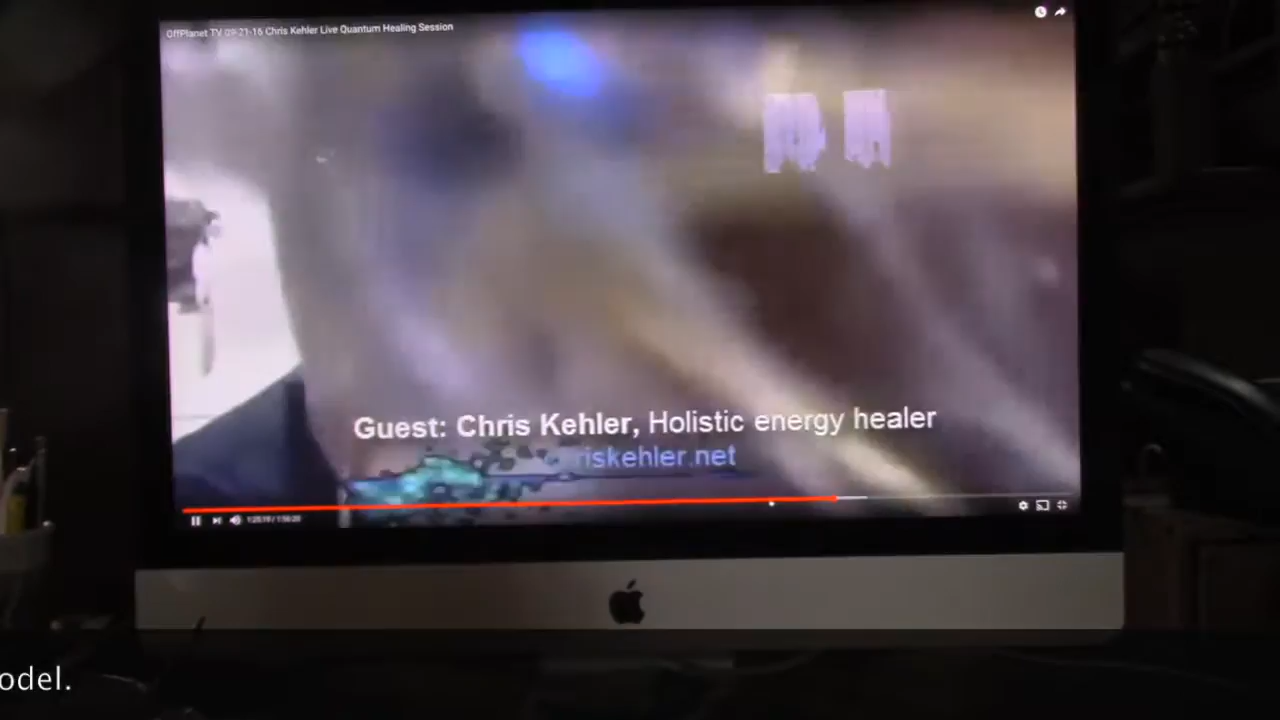 OffPlanet TV 09-21-16 Chris Kehler Live Quantum Healing Session
Guest: Chris Kehler, Holistic energy healer
riskehler.net
odel.